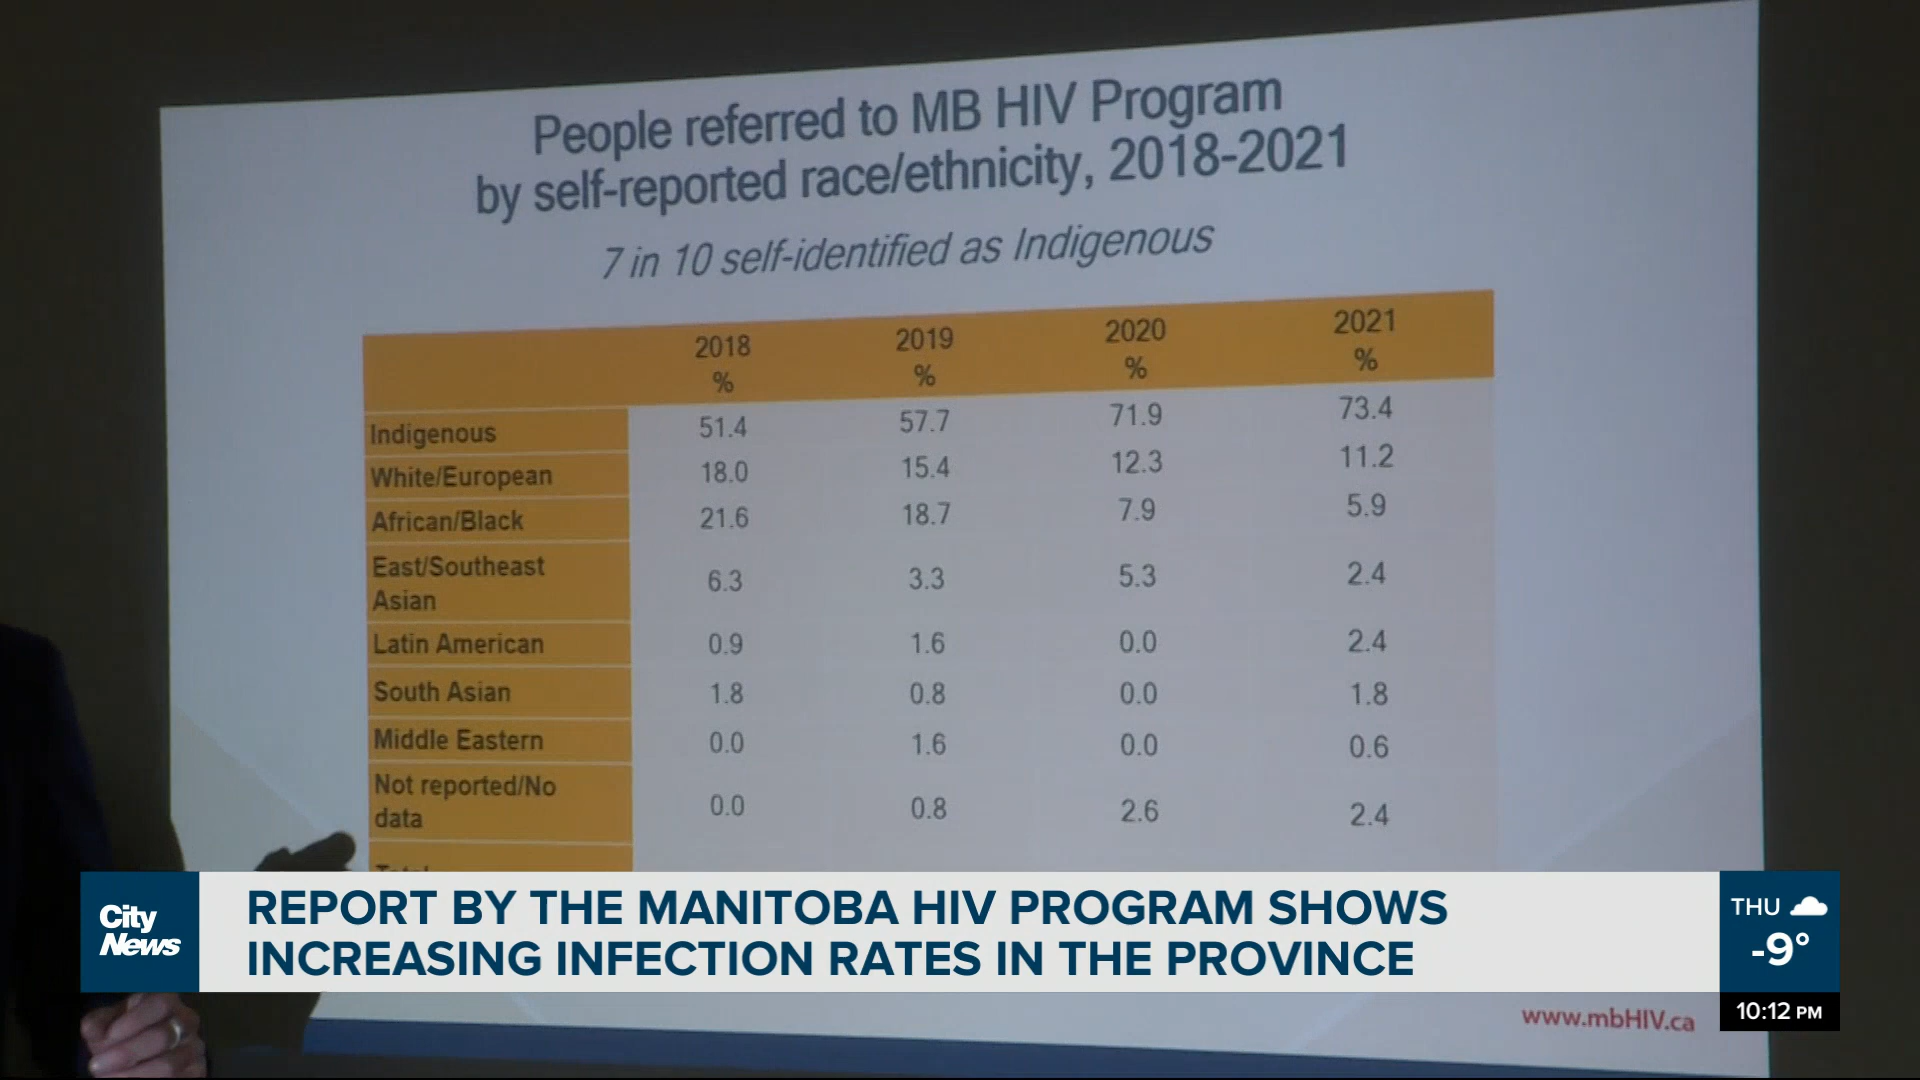 People referred to MB HIV Program
by self-reported race/ethnicity, 2018-2021
7 in 10 self-identified as Indigenous
2018 2019 2020 2021
% % % %
Indigenous 51.4 57.7 71.9 73.4
White/European 18.0 15.4 12.3 11.2
African/Black 21.6 18.7 7.9 5.9
East/Southeast
Asian 6.3 3.3 5.3 2.4
Latin American 0.9 1.6 0.0 2.4
South Asian 1.8 0.8 0.0 1.8
Middle Eastern 0.0 1.6 0.0 0.6
Not reported/No
data 0.0 0.8 2.6 2.4
City
News
REPORT BY THE MANITOBA HIV PROGRAM SHOWS
INCREASING INFECTION RATES IN THE PROVINCE
THU
-9°
10:12 PM
www.mbHIV.ca